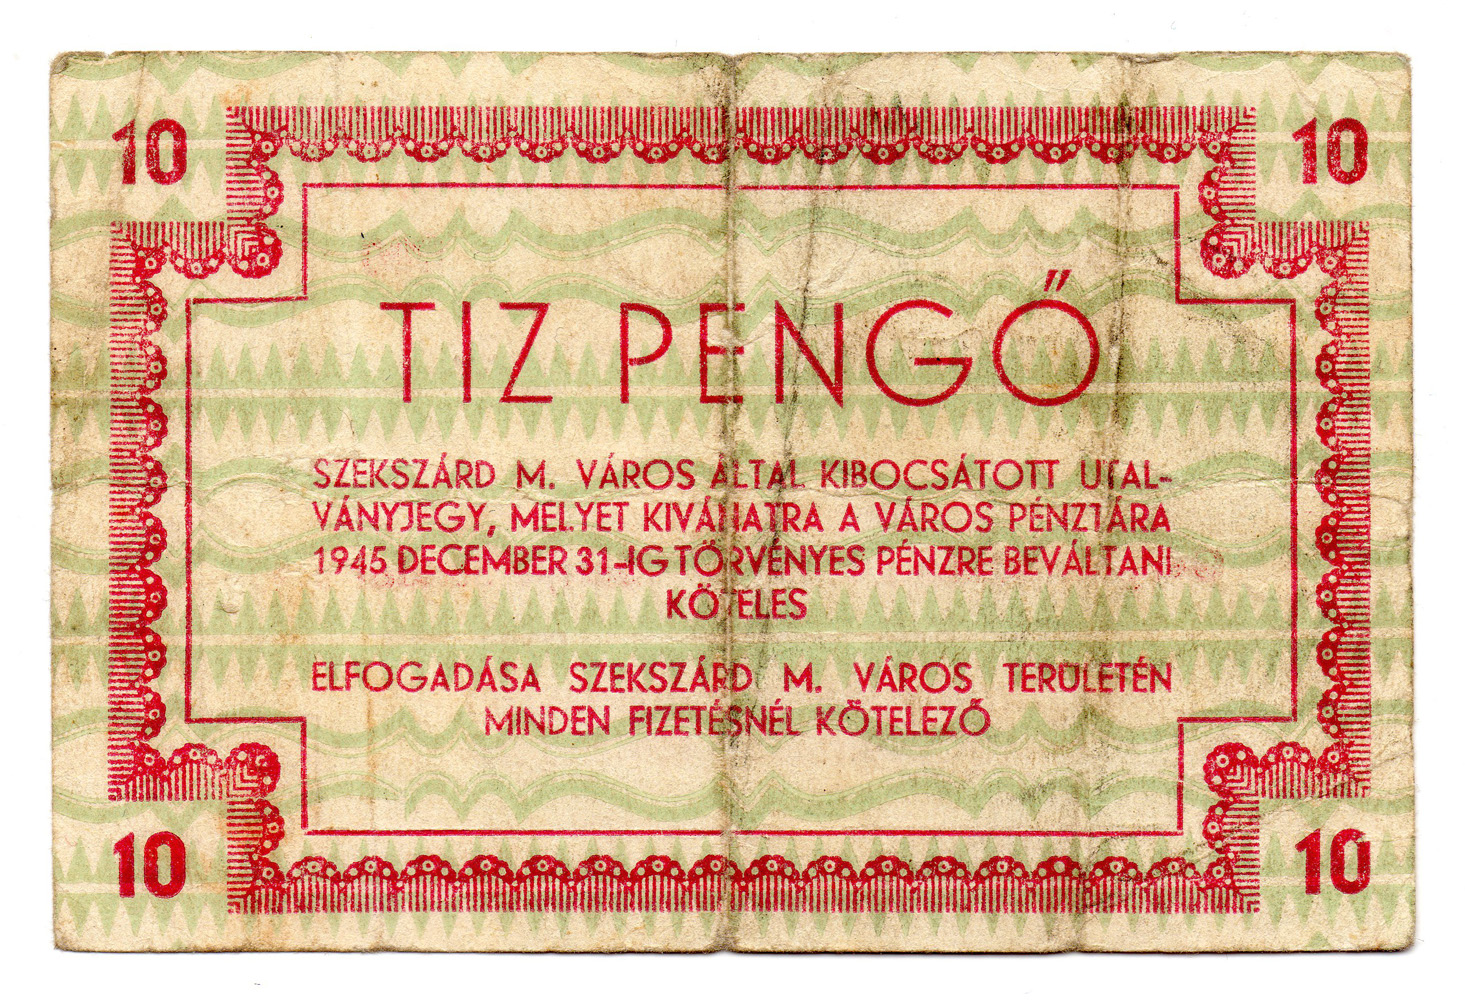 10 10
TIZ PENGŐ
SZEKSZÁRD M. VÁROS ÁLTAL KIBOCSÁTOTT UTAL-
VÁNYJEGY, MELYET KIVÁNATRA A VÁROS PÉNZTÁRA
1945 DECEMBER 31-IG TÖRVÉNYES PÉNZRE BEVÁLTANI
KÖTELES
ELFOGADÁSA SZEKSZÁRD M. VÁROS TERÜLETÉN
MINDEN FIZETÉSNÉL KÖTELEZŐ
10 10